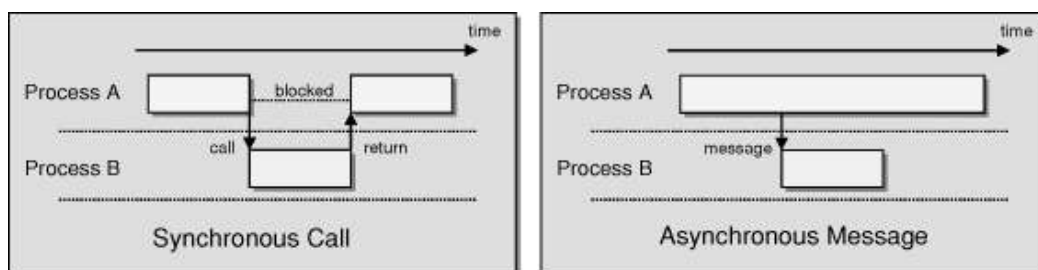 time
Process A
blocked
call
return
Process B
Synchronous Call
time
Process A
message
Process B
Asynchronous Message